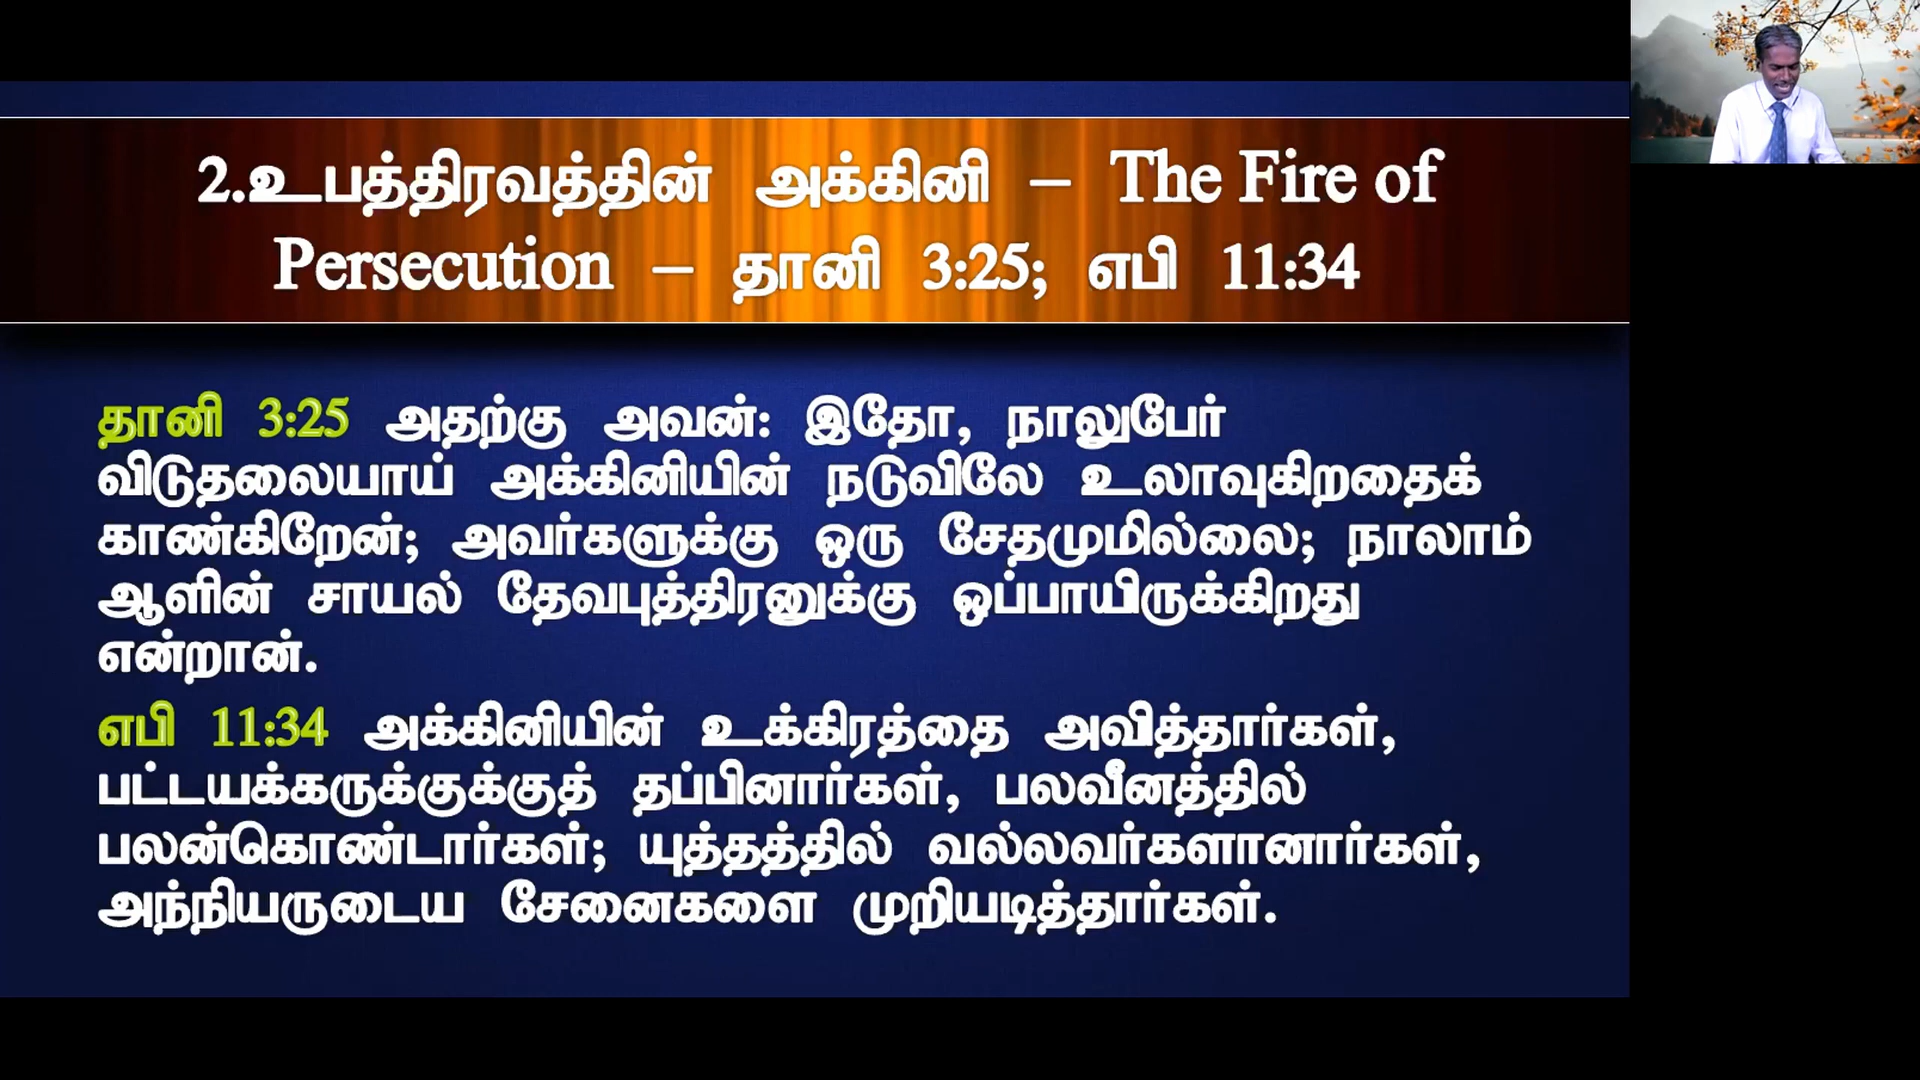 2.உபத்திரவத்தின் அக்கினி – The Fire of
Persecution – தானி 3:25; எபி 11:34
தானி 3:25 அதற்கு அவன்: இதோ, நாலுபேர்
விடுதலையாய் அக்கினியின் நடுவிலே உலாவுகிறதைக்
காண்கிறேன்; அவர்களுக்கு ஒரு சேதமுமில்லை; நாலாம்
ஆளின் சாயல் தேவபுத்திரனுக்கு ஒப்பாயிருக்கிறது
என்றான்.
எபி 11:34 அக்கினியின் உக்கிரத்தை அவித்தார்கள்,
பட்டயக்கருக்குக்குத் தப்பினார்கள், பலவீனத்தில்
பலன்கொண்டார்கள்; யுத்தத்தில் வல்லவர்களானார்கள்,
அந்நியருடைய சேனைகளை முறியடித்தார்கள்.